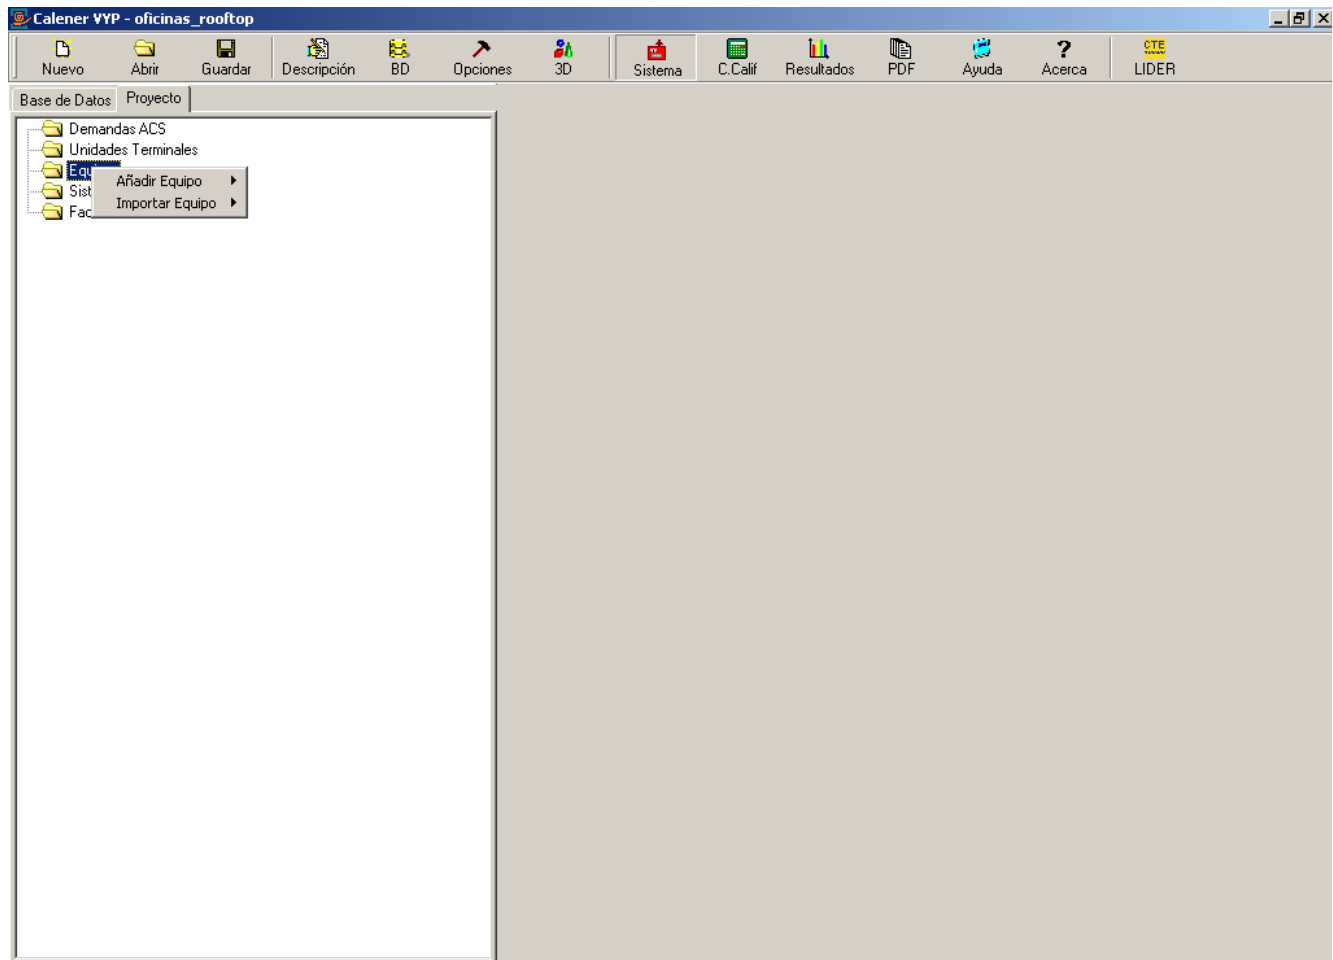 Calener VYP - oficinas_rooftop
Nuevo Abrir Guardar Descripción BD Opciones 3D Sistema C.Calif Resultados PDF Ayuda ? Acerca CTE LIDER
Base de Datos Proyecto
Demandas ACS
Unidades Terminales
Equ
Añadir Equipo
Sist
Importar Equipo
Fac